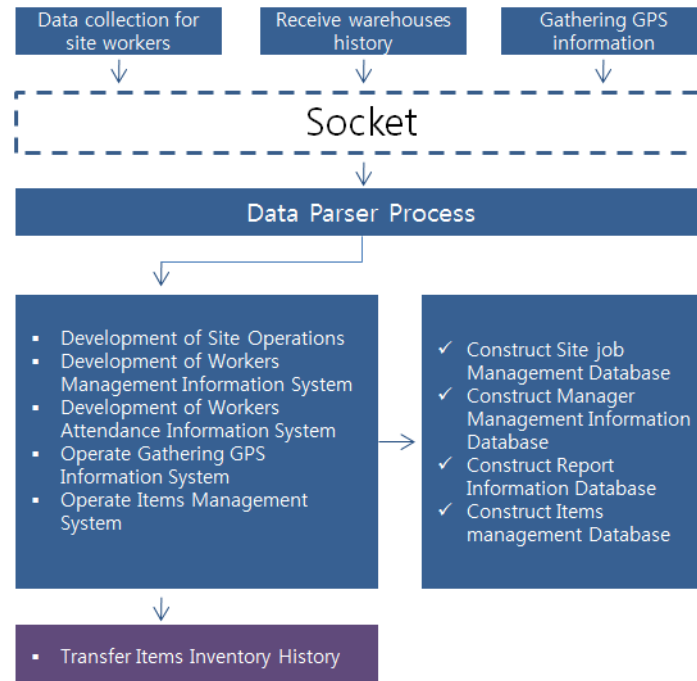 Data collection for
site workers
Receive warehouses
history
Gathering GPS
information
Socket
Data Parser Process
▪ Development of Site Operations
▪ Development of Workers
Management Information System
▪ Development of Workers
Attendance Information System
▪ Operate Gathering GPS
Information System
▪ Operate Items Management
System
✓ Construct Site job
Management Database
✓ Construct Manager
Management Information
Database
✓ Construct Report
Information Database
✓ Construct Items
management Database
▪ Transfer Items Inventory History